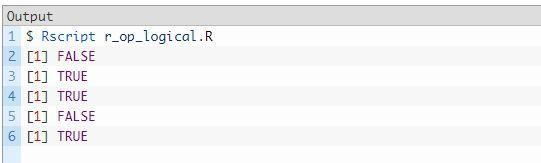 Output
1 $ Rscript r_op_logical.R
2 [1] FALSE
3 [1] TRUE
4 [1] TRUE
5 [1] FALSE
6 [1] TRUE